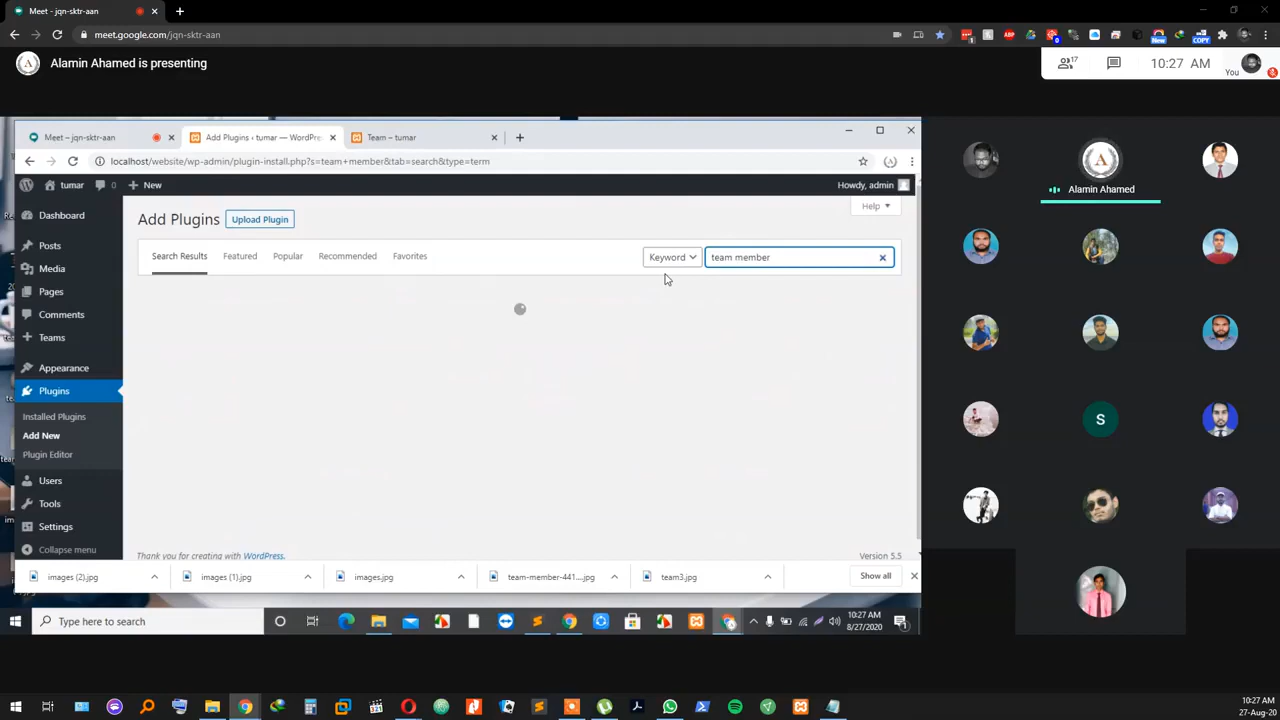 Meet - jqn-sktr-aan
meet.google.com/jqn-sktr-aan
New
COPY
Alamin Ahamed is presenting
17
10:27 AM
You
Meet – jqn-sktr-aan
Add Plugins ‹ tumar — WordPre
Team – tumar
localhost/website/wp-admin/plugin-install.php?s=team+member&tab=search&type=term
tumar
0
New
Howdy, admin
Dashboard
Posts
Media
Pages
Comments
Teams
Appearance
Plugins
Installed Plugins
Add New
Plugin Editor
Users
Tools
Settings
Collapse menu
Add Plugins
Upload Plugin
Help
Search Results
Featured
Popular
Recommended
Favorites
Keyword
team member
Thank you for creating with WordPress.
Version 5.5
images (2).jpg
images (1).jpg
images.jpg
team-member-441....jpg
team3.jpg
Show all
Type here to search
10:27 AM
8/27/2020
1
A
Alamin Ahamed
S
10:27 AM
27-Aug-20